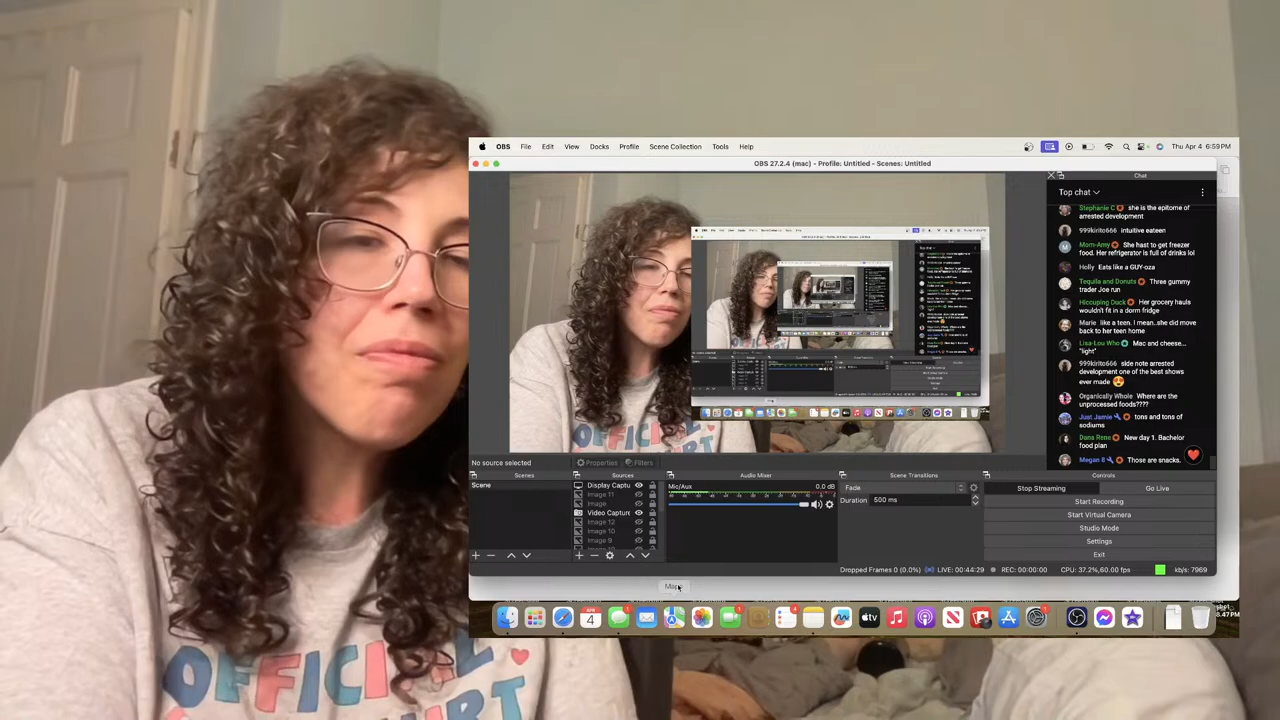 OBS File Edit View Docks Profile Scene Collection Tools Help
Thu Apr 4 6:59PM
OBS 27.2.4 (mac) - Profile: Untitled - Scenes: Untitled
Chat
Top chat
Stephanie C she is the epitome of
arrested development
999kirito666 intuitive eateen
Mom-Amy She hast to get freezer
food. Her refrigerator is full of drinks lol
Holly Eats like a GUY-oza
Tequila and Donuts Three gummy
trader Joe run
Hiccuping Duck Her grocery hauls
wouldn't fit in a dorm fridge
Marie like a teen. I mean..she did move
back to her teen home
Lisa-Lou Who Mac and cheese...
"light"
999kirito666 side note arrested
development one of the best shows
ever made
Organically Whole Where are the
unprocessed foods????
Just Jamie tons and tons of
sodiums
Dana Rene New day 1. Bachelor
food plan
Megan B Those are snacks.
No source selected
Properties Filters
Scenes
Scene
Sources
Display Captu
Image 11
Image
Video Capture
Image 12
Image 10
Image 9
Audio Mixer
Mic/Aux 0.0 dB
Scene Transitions
Fade
Duration 500 ms
Controls
Stop Streaming Go Live
Start Recording
Start Virtual Camera
Studio Mode
Settings
Exit
Dropped Frames 0 (0.0%) LIVE: 00:44:29 REC: 00:00:00 CPU: 37.2%,60.00 fps kb/s: 7969
APR
4
tv
8.47 PM
OFFICIAL